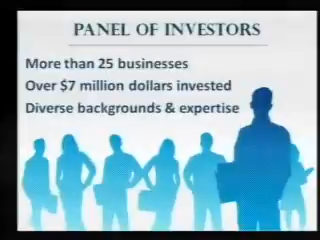 PANEL OF INVESTORS
More than 25 businesses
Over $7 million dollars invested
Diverse backgrounds & expertise